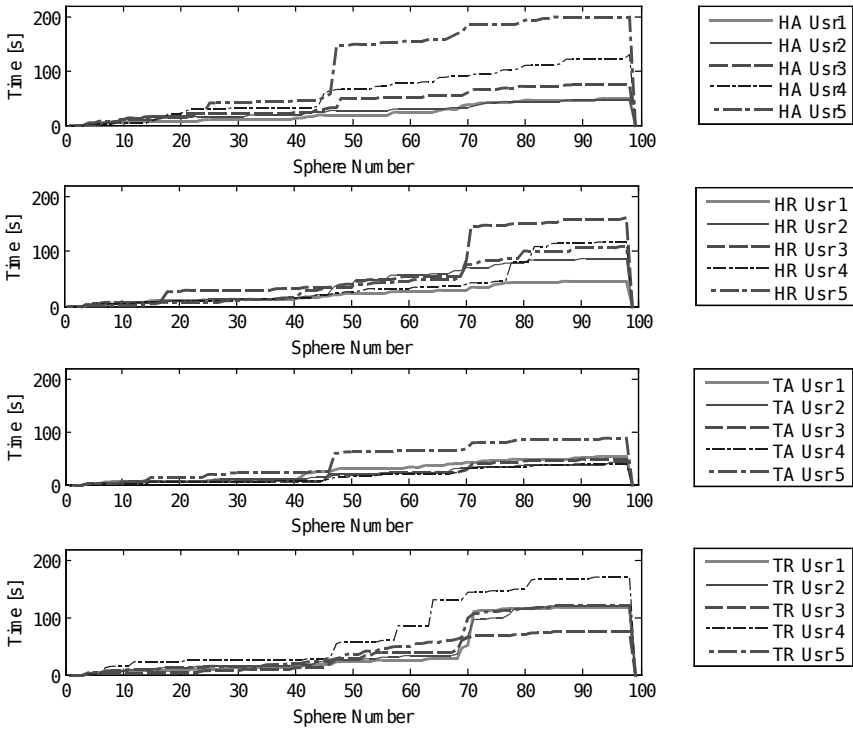 200
100
0
Time [s]
0 10 20 30 40 50 60 70 80 90 100
Sphere Number
HA Usr1
HA Usr2
HA Usr3
HA Usr4
HA Usr5
200
100
0
Time [s]
0 10 20 30 40 50 60 70 80 90 100
Sphere Number
HR Usr1
HR Usr2
HR Usr3
HR Usr4
HR Usr5
200
100
0
Time [s]
0 10 20 30 40 50 60 70 80 90 100
Sphere Number
TA Usr1
TA Usr2
TA Usr3
TA Usr4
TA Usr5
200
100
0
Time [s]
0 10 20 30 40 50 60 70 80 90 100
Sphere Number
TR Usr1
TR Usr2
TR Usr3
TR Usr4
TR Usr5